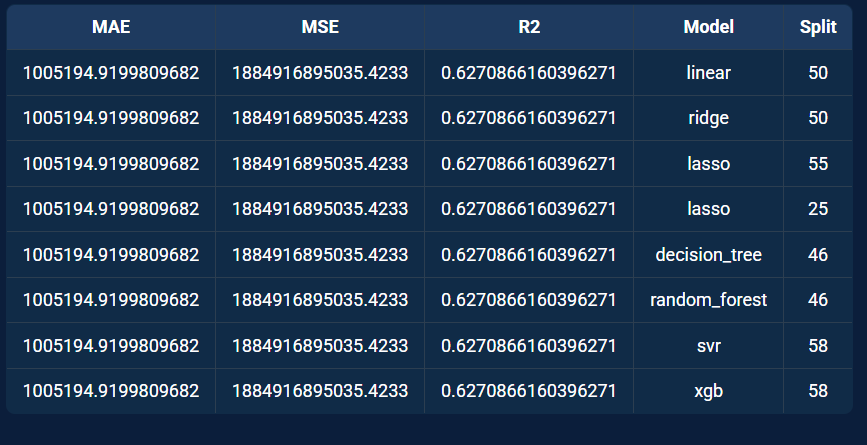 MAE MSE R2 Model Split
1005194.9199809682 1884916895035.4233 0.6270866160396271 linear 50
1005194.9199809682 1884916895035.4233 0.6270866160396271 ridge 50
1005194.9199809682 1884916895035.4233 0.6270866160396271 lasso 55
1005194.9199809682 1884916895035.4233 0.6270866160396271 lasso 25
1005194.9199809682 1884916895035.4233 0.6270866160396271 decision_tree 46
1005194.9199809682 1884916895035.4233 0.6270866160396271 random_forest 46
1005194.9199809682 1884916895035.4233 0.6270866160396271 svr 58
1005194.9199809682 1884916895035.4233 0.6270866160396271 xgb 58